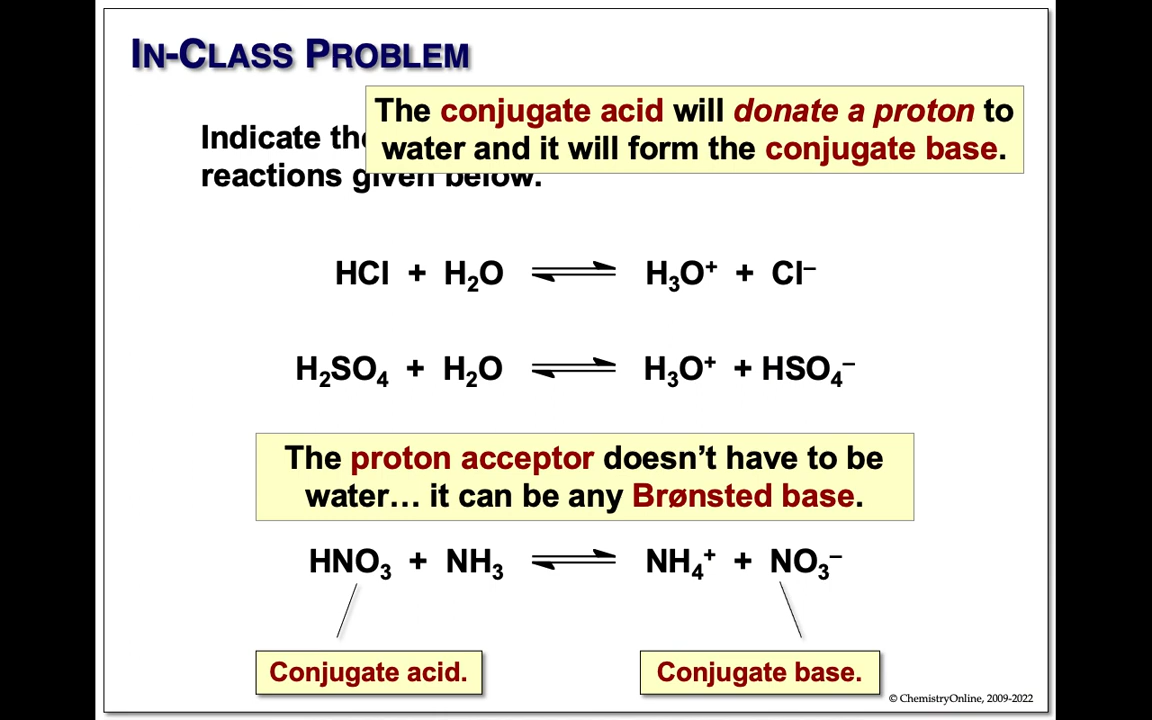 IN-CLASS PROBLEM
The conjugate acid will donate a proton to
water and it will form the conjugate base.
Indicate the
reactions given below.
HCl + H₂O ⇌ H₃O⁺ + Cl⁻
H₂SO₄ + H₂O ⇌ H₃O⁺ + HSO₄⁻
The proton acceptor doesn’t have to be
water… it can be any Brønsted base.
HNO₃ + NH₃ ⇌ NH₄⁺ + NO₃⁻
Conjugate acid.
Conjugate base.
© ChemistryOnline, 2009-2022